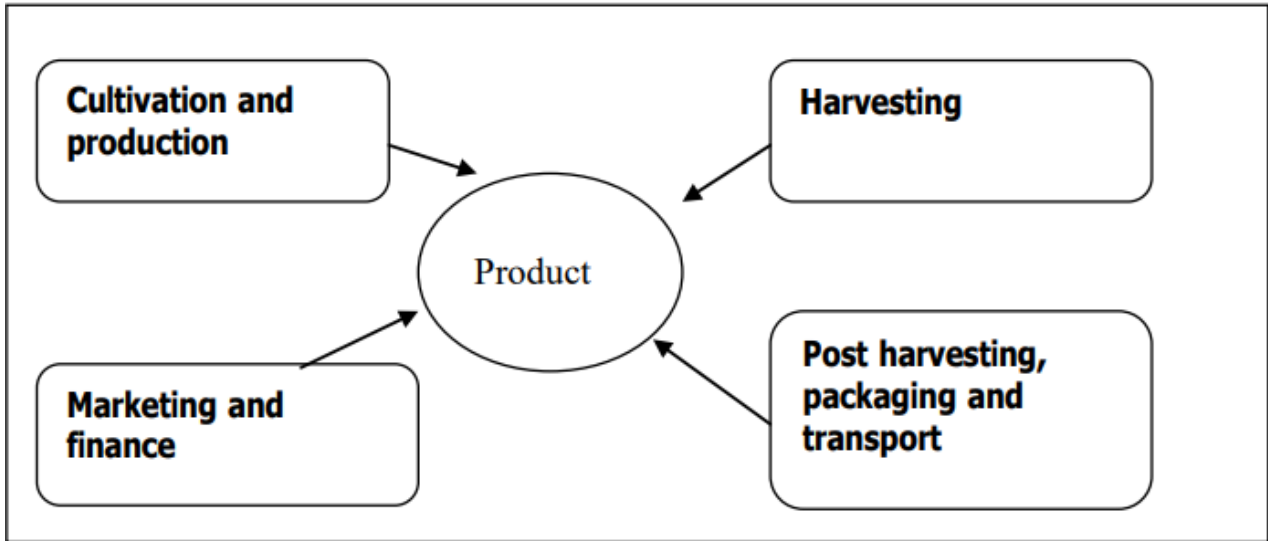 Cultivation and
production
Harvesting
Product
Marketing and
finance
Post harvesting,
packaging and
transport